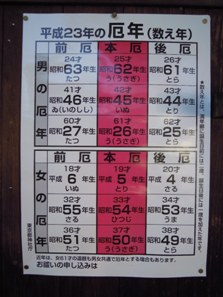 平成23年の厄年(数え年)
前厄 本厄 後厄
男の厄年
24才 25才 26才
昭和63年生 昭和62年生 昭和61年生
たつ う(うさぎ) とら
41才 42才 43才
昭和46年生 昭和45年生 昭和44年生
ゐ(いのしし) いぬ とり
60才 61才 62才
昭和27年生 昭和26年生 昭和25年生
たつ う(うさぎ) とら
前厄 本厄 後厄
女の厄年
18才 19才 20才
平成6年生 平成5年生 平成4年生
いぬ とり さる
32才 33才 34才
昭和55年生 昭和54年生 昭和53年生
さる ひつじ うま
36才 37才 38才
昭和51年生 昭和50年生 昭和49年生
たつ う(うさぎ) とら
お祓いの申し込みは